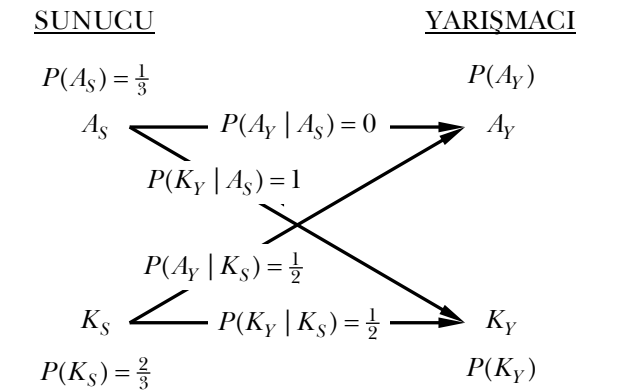 SUNUCU YARIŞMACI
P(A_S) = 1/3 P(A_Y)
A_S P(A_Y | A_S) = 0 A_Y
P(K_Y | A_S) = 1
P(A_Y | K_S) = 1/2
K_S P(K_Y | K_S) = 1/2 K_Y
P(K_S) = 2/3 P(K_Y)